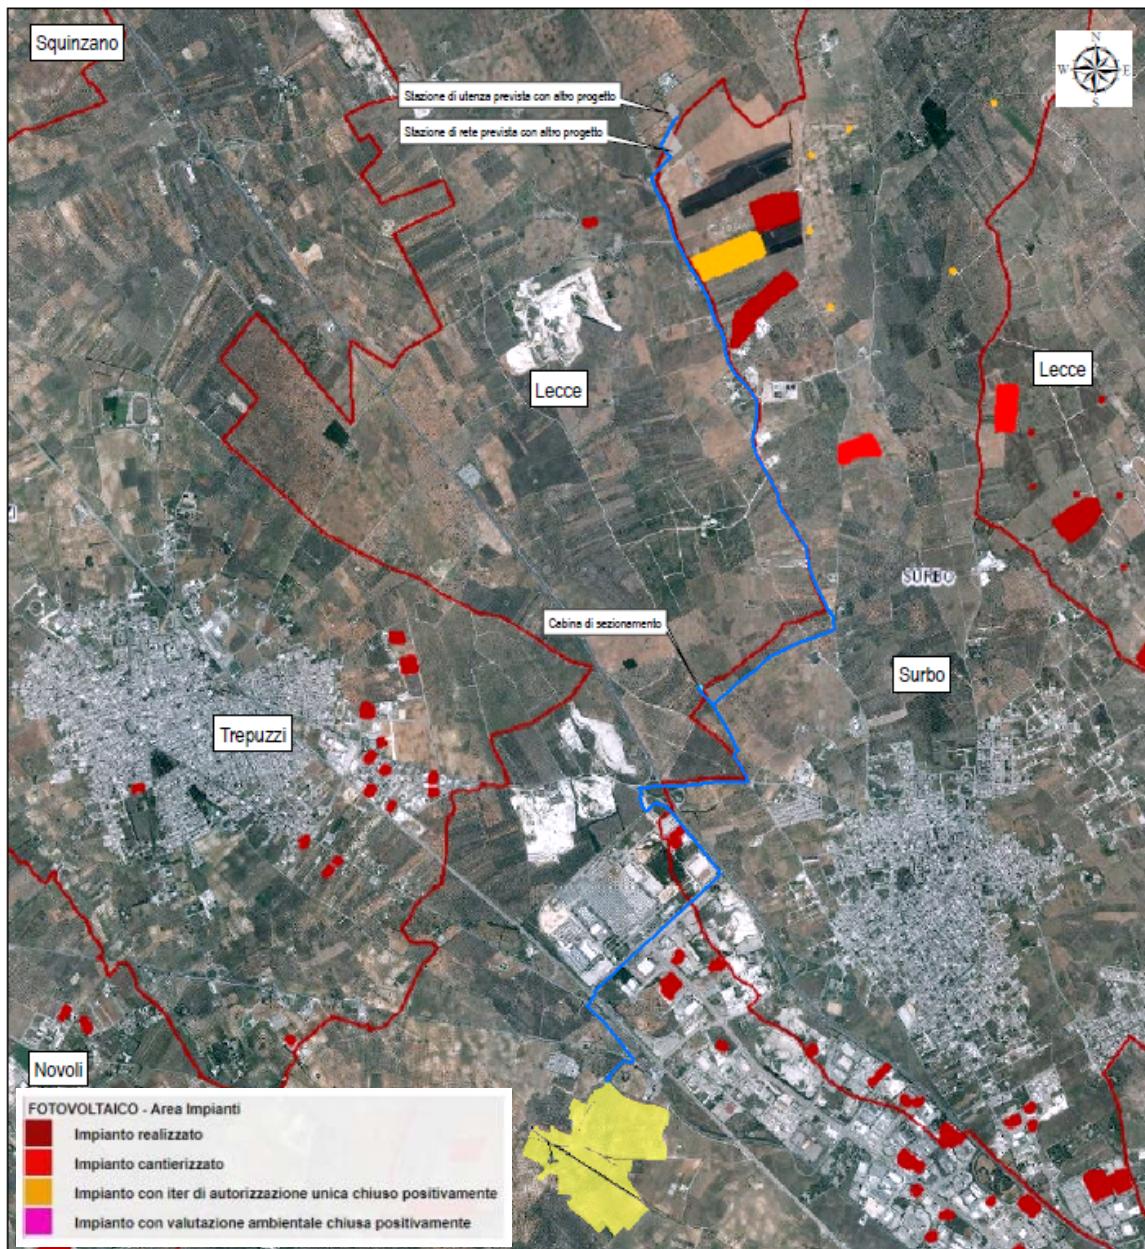 Squinzano
N
W E
S
Stazione di utenza prevista con altro progetto
Stazione di rete prevista con altro progetto
Lecce
Lecce
SURBO
Cabina di sezionamento
Surbo
Trepuzzi
Novoli
FOTOVOLTAICO - Area Impianti
Impianto realizzato
Impianto cantierizzato
Impianto con iter di autorizzazione unica chiuso positivamente
Impianto con valutazione ambientale chiusa positivamente